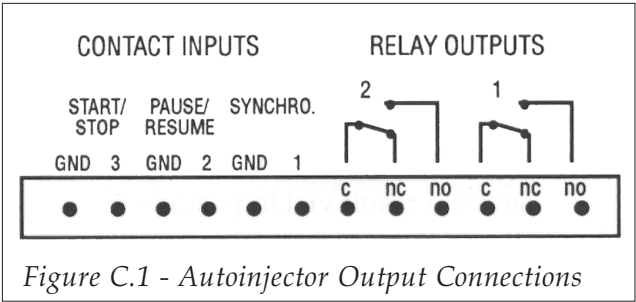 CONTACT INPUTS RELAY OUTPUTS
2 1
START/ PAUSE/ SYNCHRO.
STOP RESUME
GND 3 GND 2 GND 1
c nc no c nc no
Figure C.1 - Autoinjector Output Connections